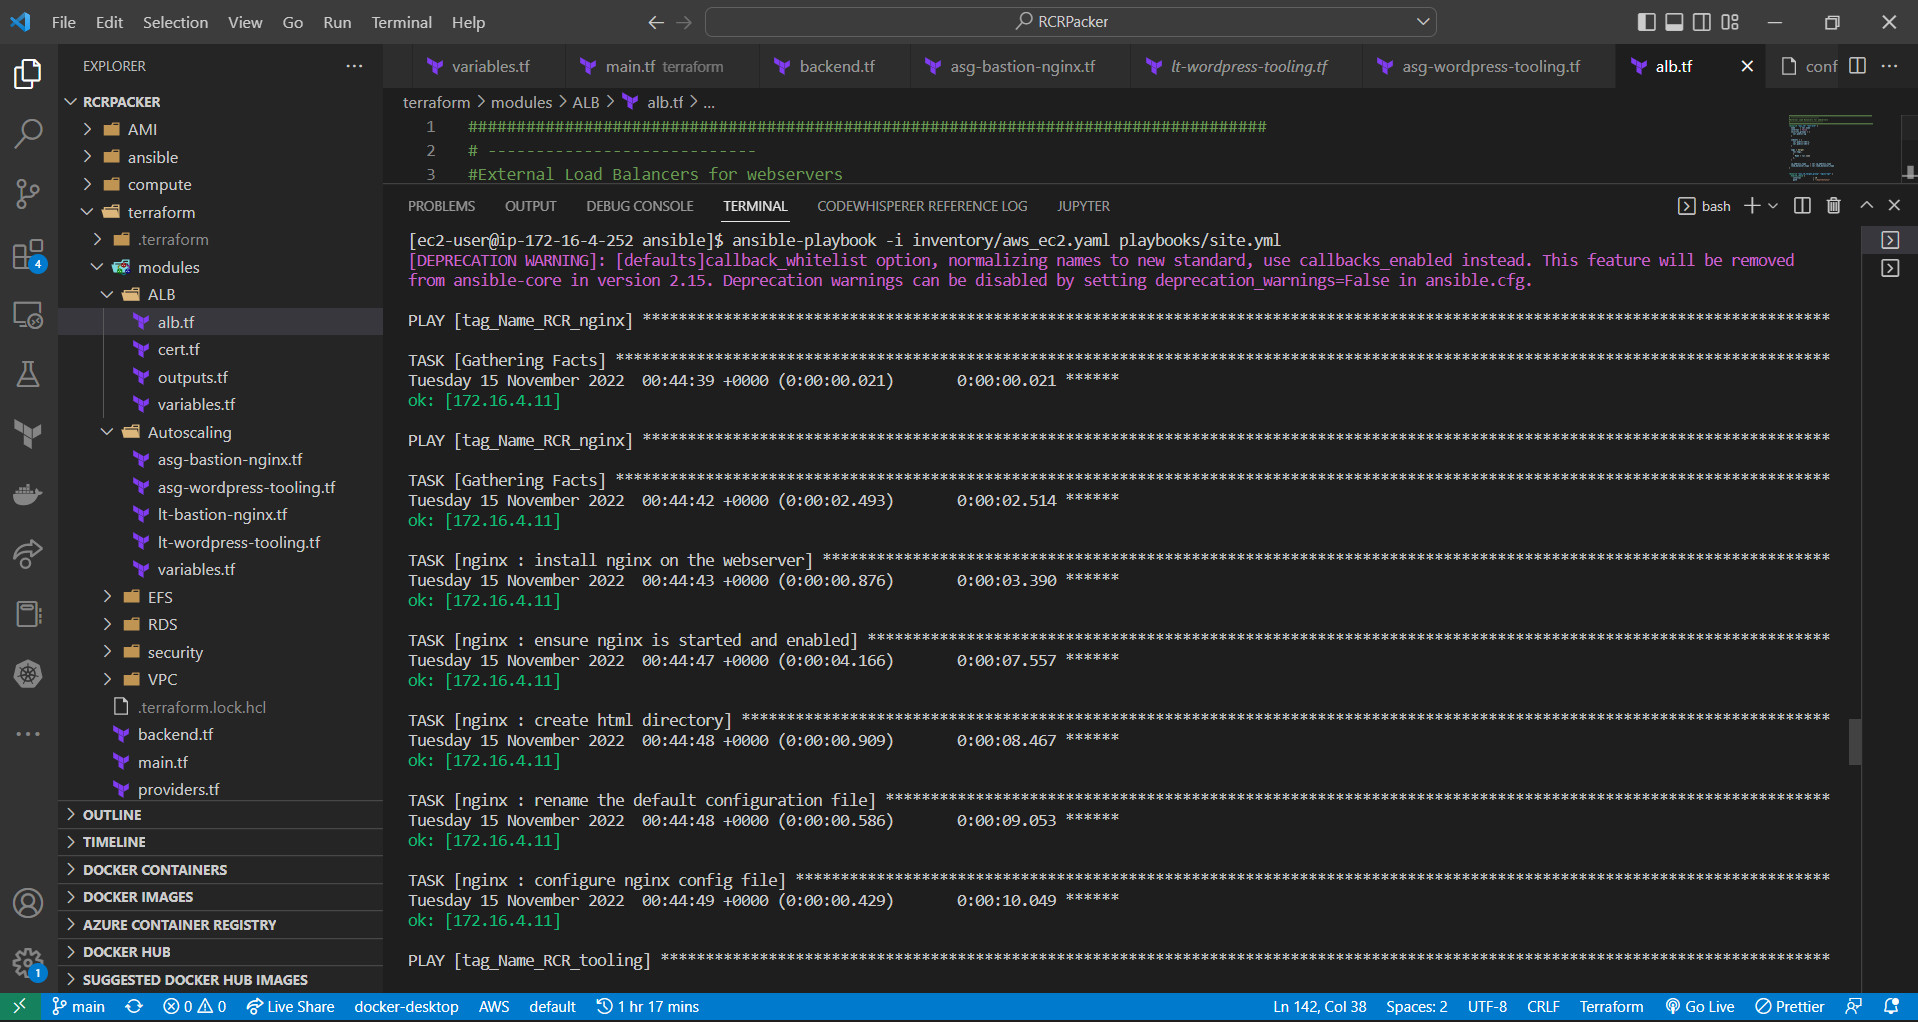 File Edit Selection View Go Run Terminal Help
RCRPacker
EXPLORER
RCRPACKER
AMI
ansible
compute
terraform
.terraform
modules
ALB
alb.tf
cert.tf
outputs.tf
variables.tf
Autoscaling
asg-bastion-nginx.tf
asg-wordpress-tooling.tf
lt-bastion-nginx.tf
lt-wordpress-tooling.tf
variables.tf
EFS
RDS
security
VPC
.terraform.lock.hcl
backend.tf
main.tf
providers.tf
OUTLINE
TIMELINE
DOCKER CONTAINERS
DOCKER IMAGES
AZURE CONTAINER REGISTRY
DOCKER HUB
SUGGESTED DOCKER HUB IMAGES
4
1
variables.tf main.tf terraform backend.tf asg-bastion-nginx.tf lt-wordpress-tooling.tf asg-wordpress-tooling.tf alb.tf conf
terraform > modules > ALB > alb.tf > ...
1 ###################################################################################
2 # ----------------------------
3 #External Load Balancers for webservers
PROBLEMS OUTPUT DEBUG CONSOLE TERMINAL CODEWHISPERER REFERENCE LOG JUPYTER bash
[ec2-user@ip-172-16-4-252 ansible]$ ansible-playbook -i inventory/aws_ec2.yaml playbooks/site.yml
[DEPRECATION WARNING]: [defaults]callback_whitelist option, normalizing names to new standard, use callbacks_enabled instead. This feature will be removed
from ansible-core in version 2.15. Deprecation warnings can be disabled by setting deprecation_warnings=False in ansible.cfg.
PLAY [tag_Name_RCR_nginx] ************************************************************************************************************************************
TASK [Gathering Facts] ***************************************************************************************************************************************
Tuesday 15 November 2022  00:44:39 +0000 (0:00:00.021)       0:00:00.021 ******
ok: [172.16.4.11]
PLAY [tag_Name_RCR_nginx] ************************************************************************************************************************************
TASK [Gathering Facts] ***************************************************************************************************************************************
Tuesday 15 November 2022  00:44:42 +0000 (0:00:02.493)       0:00:02.514 ******
ok: [172.16.4.11]
TASK [nginx : install nginx on the webserver] ****************************************************************************************************************
Tuesday 15 November 2022  00:44:43 +0000 (0:00:00.876)       0:00:03.390 ******
ok: [172.16.4.11]
TASK [nginx : ensure nginx is started and enabled] ***********************************************************************************************************
Tuesday 15 November 2022  00:44:47 +0000 (0:00:04.166)       0:00:07.557 ******
ok: [172.16.4.11]
TASK [nginx : create html directory] *************************************************************************************************************************
Tuesday 15 November 2022  00:44:48 +0000 (0:00:00.909)       0:00:08.467 ******
ok: [172.16.4.11]
TASK [nginx : rename the default configuration file] *********************************************************************************************************
Tuesday 15 November 2022  00:44:48 +0000 (0:00:00.586)       0:00:09.053 ******
ok: [172.16.4.11]
TASK [nginx : configure nginx config file] *******************************************************************************************************************
Tuesday 15 November 2022  00:44:49 +0000 (0:00:00.429)       0:00:10.049 ******
ok: [172.16.4.11]
PLAY [tag_Name_RCR_tooling] **********************************************************************************************************************************
main 0 0 Live Share docker-desktop AWS default 1 hr 17 mins Ln 142, Col 38 Spaces: 2 UTF-8 CRLF Terraform Go Live Prettier